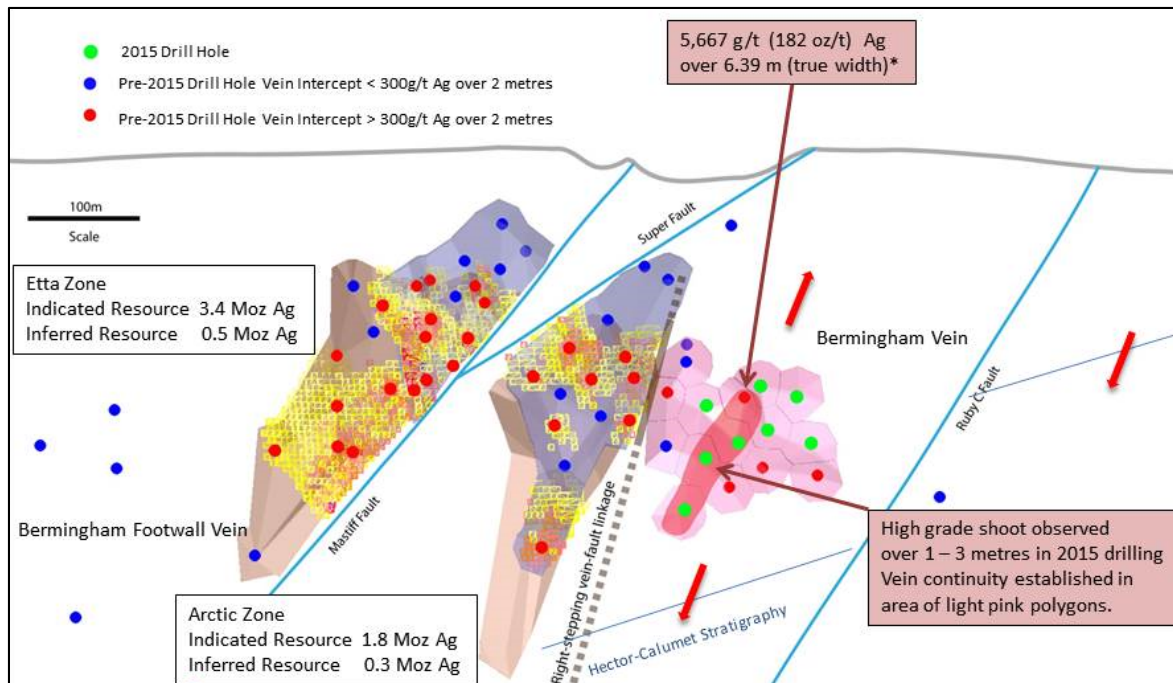 2015 Drill Hole
Pre-2015 Drill Hole Vein Intercept < 300g/t Ag over 2 metres
Pre-2015 Drill Hole Vein Intercept > 300g/t Ag over 2 metres
5,667 g/t (182 oz/t) Ag
over 6.39 m (true width)*
100m
Scale
Super Fault
Etta Zone
Indicated Resource 3.4 Moz Ag
Inferred Resource 0.5 Moz Ag
Bermingham Vein
Ruby C Fault
Bermingham Footwall Vein
Mastiff Fault
Right-stepping vein-fault linkage
High grade shoot observed
over 1 – 3 metres in 2015 drilling
Vein continuity established in
area of light pink polygons.
Arctic Zone
Indicated Resource 1.8 Moz Ag
Inferred Resource 0.3 Moz Ag
Hector-Calumet Stratigraphy